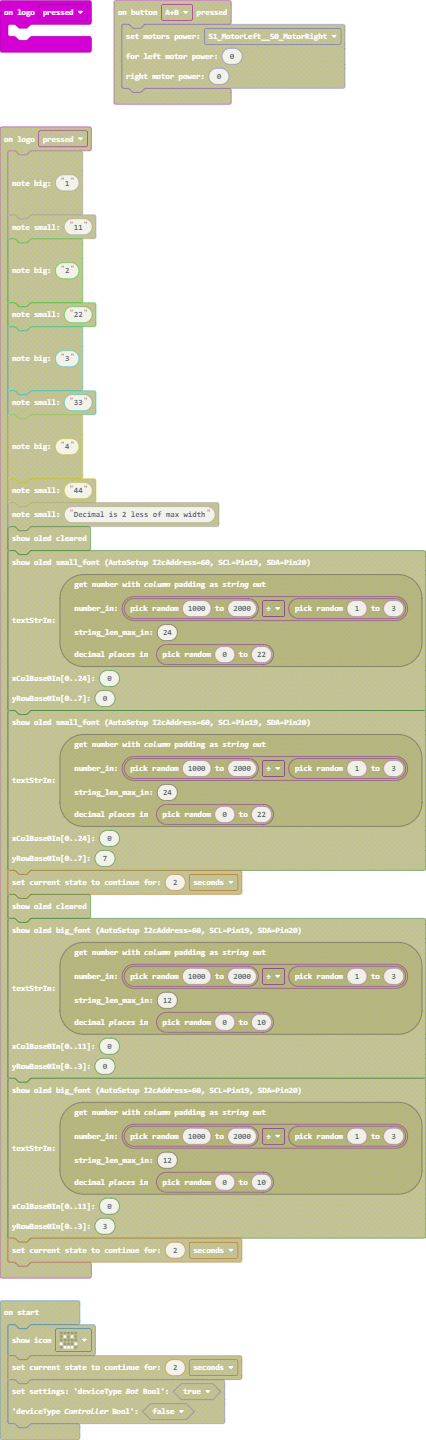 on logo pressed
on button A+B pressed
set motors power: S1_MotorLeft__S0_MotorRight
for left motor power: 0
right motor power: 0
on logo pressed
note big: "1"
note small: "11"
note big: "2"
note small: "22"
note big: "3"
note small: "33"
note big: "4"
note small: "44"
note small: "Decimal is 2 less of max width"
show oled cleared
show oled small_font (AutoSetup I2cAddress=60, SCL=Pin19, SDA=Pin20)
get number with column padding as string out
number_in: pick random 1000 to 2000 ÷ pick random 1 to 3
textStrIn:
string_len_max_in: 24
decimal places in pick random 0 to 22
xColBase0In[0..24]: 0
yRowBase0In[0..7]: 0
show oled small_font (AutoSetup I2cAddress=60, SCL=Pin19, SDA=Pin20)
get number with column padding as string out
number_in: pick random 1000 to 2000 ÷ pick random 1 to 3
textStrIn:
string_len_max_in: 24
decimal places in pick random 0 to 22
xColBase0In[0..24]: 0
yRowBase0In[0..7]: 7
set current state to continue for: 2 seconds
show oled cleared
show oled big_font (AutoSetup I2cAddress=60, SCL=Pin19, SDA=Pin20)
get number with column padding as string out
number_in: pick random 1000 to 2000 ÷ pick random 1 to 3
textStrIn:
string_len_max_in: 12
decimal places in pick random 0 to 10
xColBase0In[0..11]: 0
yRowBase0In[0..3]: 0
show oled big_font (AutoSetup I2cAddress=60, SCL=Pin19, SDA=Pin20)
get number with column padding as string out
number_in: pick random 1000 to 2000 ÷ pick random 1 to 3
textStrIn:
string_len_max_in: 12
decimal places in pick random 0 to 10
xColBase0In[0..11]: 0
yRowBase0In[0..3]: 3
set current state to continue for: 2 seconds
on start
show icon
set current state to continue for: 2 seconds
set settings: 'deviceType Bot Bool': true
'deviceType Controller Bool': false